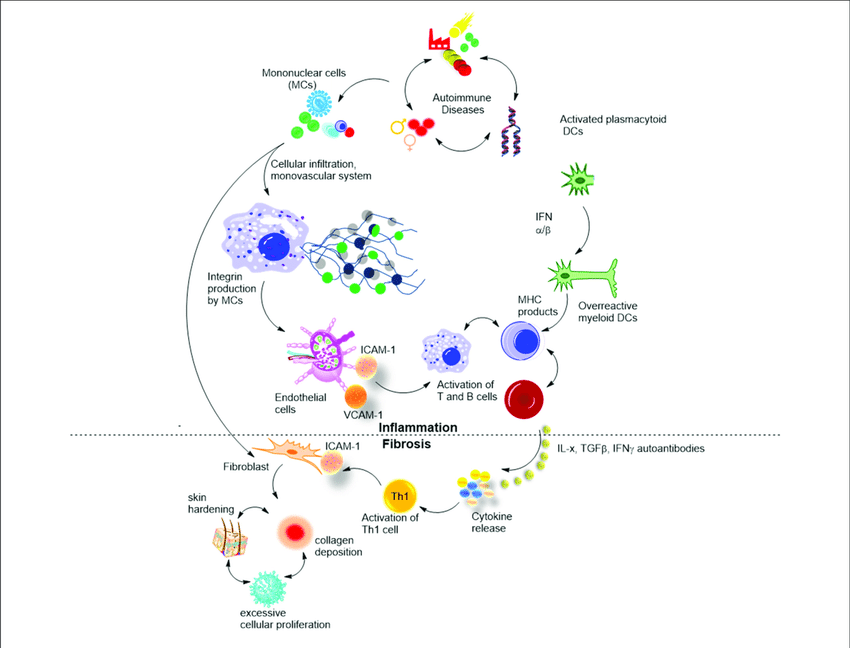 Mononuclear cells
(MCs)
Autoimmune
Diseases
Activated plasmacytoid
DCs
Cellular infiltration,
monovascular system
IFN
α/β
Integrin
production
by MCs
MHC
products
Overreactive
myeloid DCs
ICAM-1
Endothelial
cells
VCAM-1
Activation of
T and B cells
Inflammation
Fibrosis
ICAM-1
IL-x, TGFβ, IFNγ autoantibodies
Fibroblast
skin
hardening
Th1
Activation of
Th1 cell
Cytokine
release
collagen
deposition
excessive
cellular proliferation